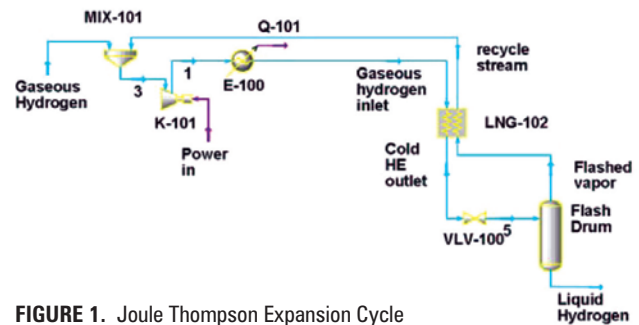 MIX-101
Q-101
Gaseous
Hydrogen
3
1
E-100
K-101
Power
in
Gaseous
hydrogen
inlet
recycle
stream
LNG-102
Cold
HE
outlet
Flashed
vapor
VLV-100
5
Flash
Drum
Liquid
Hydrogen
FIGURE 1. Joule Thompson Expansion Cycle